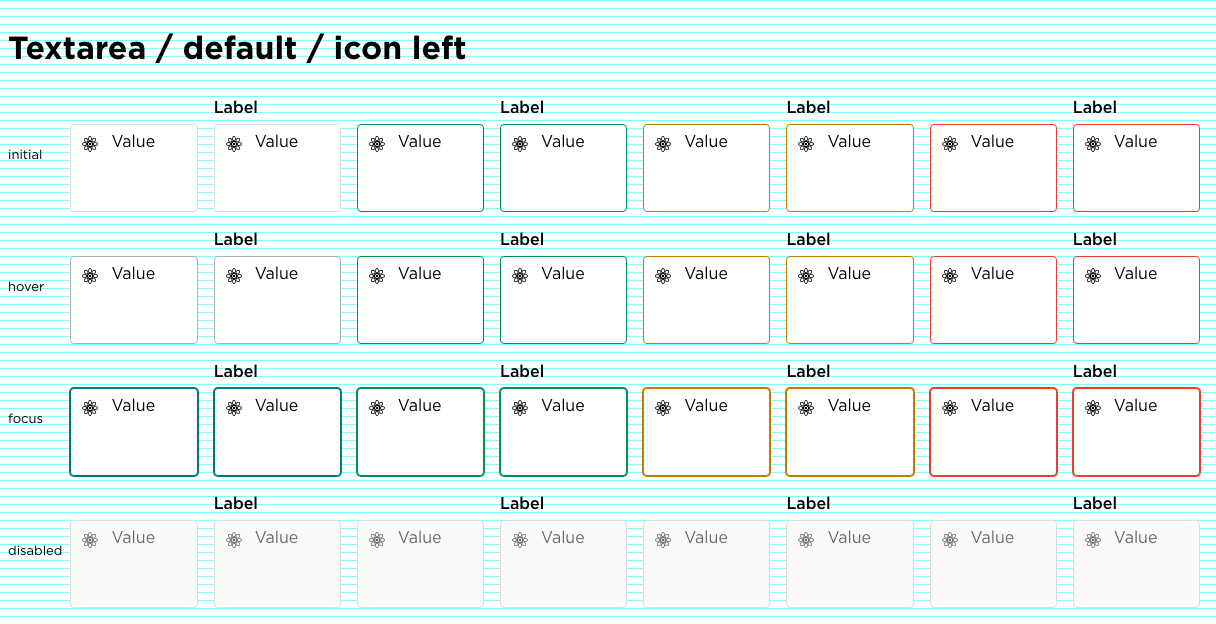 Textarea / default / icon left
Label Label Label Label
initial Value Value Value Value Value Value Value Value
Label Label Label Label
hover Value Value Value Value Value Value Value Value
Label Label Label Label
focus Value Value Value Value Value Value Value Value
Label Label Label Label
disabled Value Value Value Value Value Value Value Value